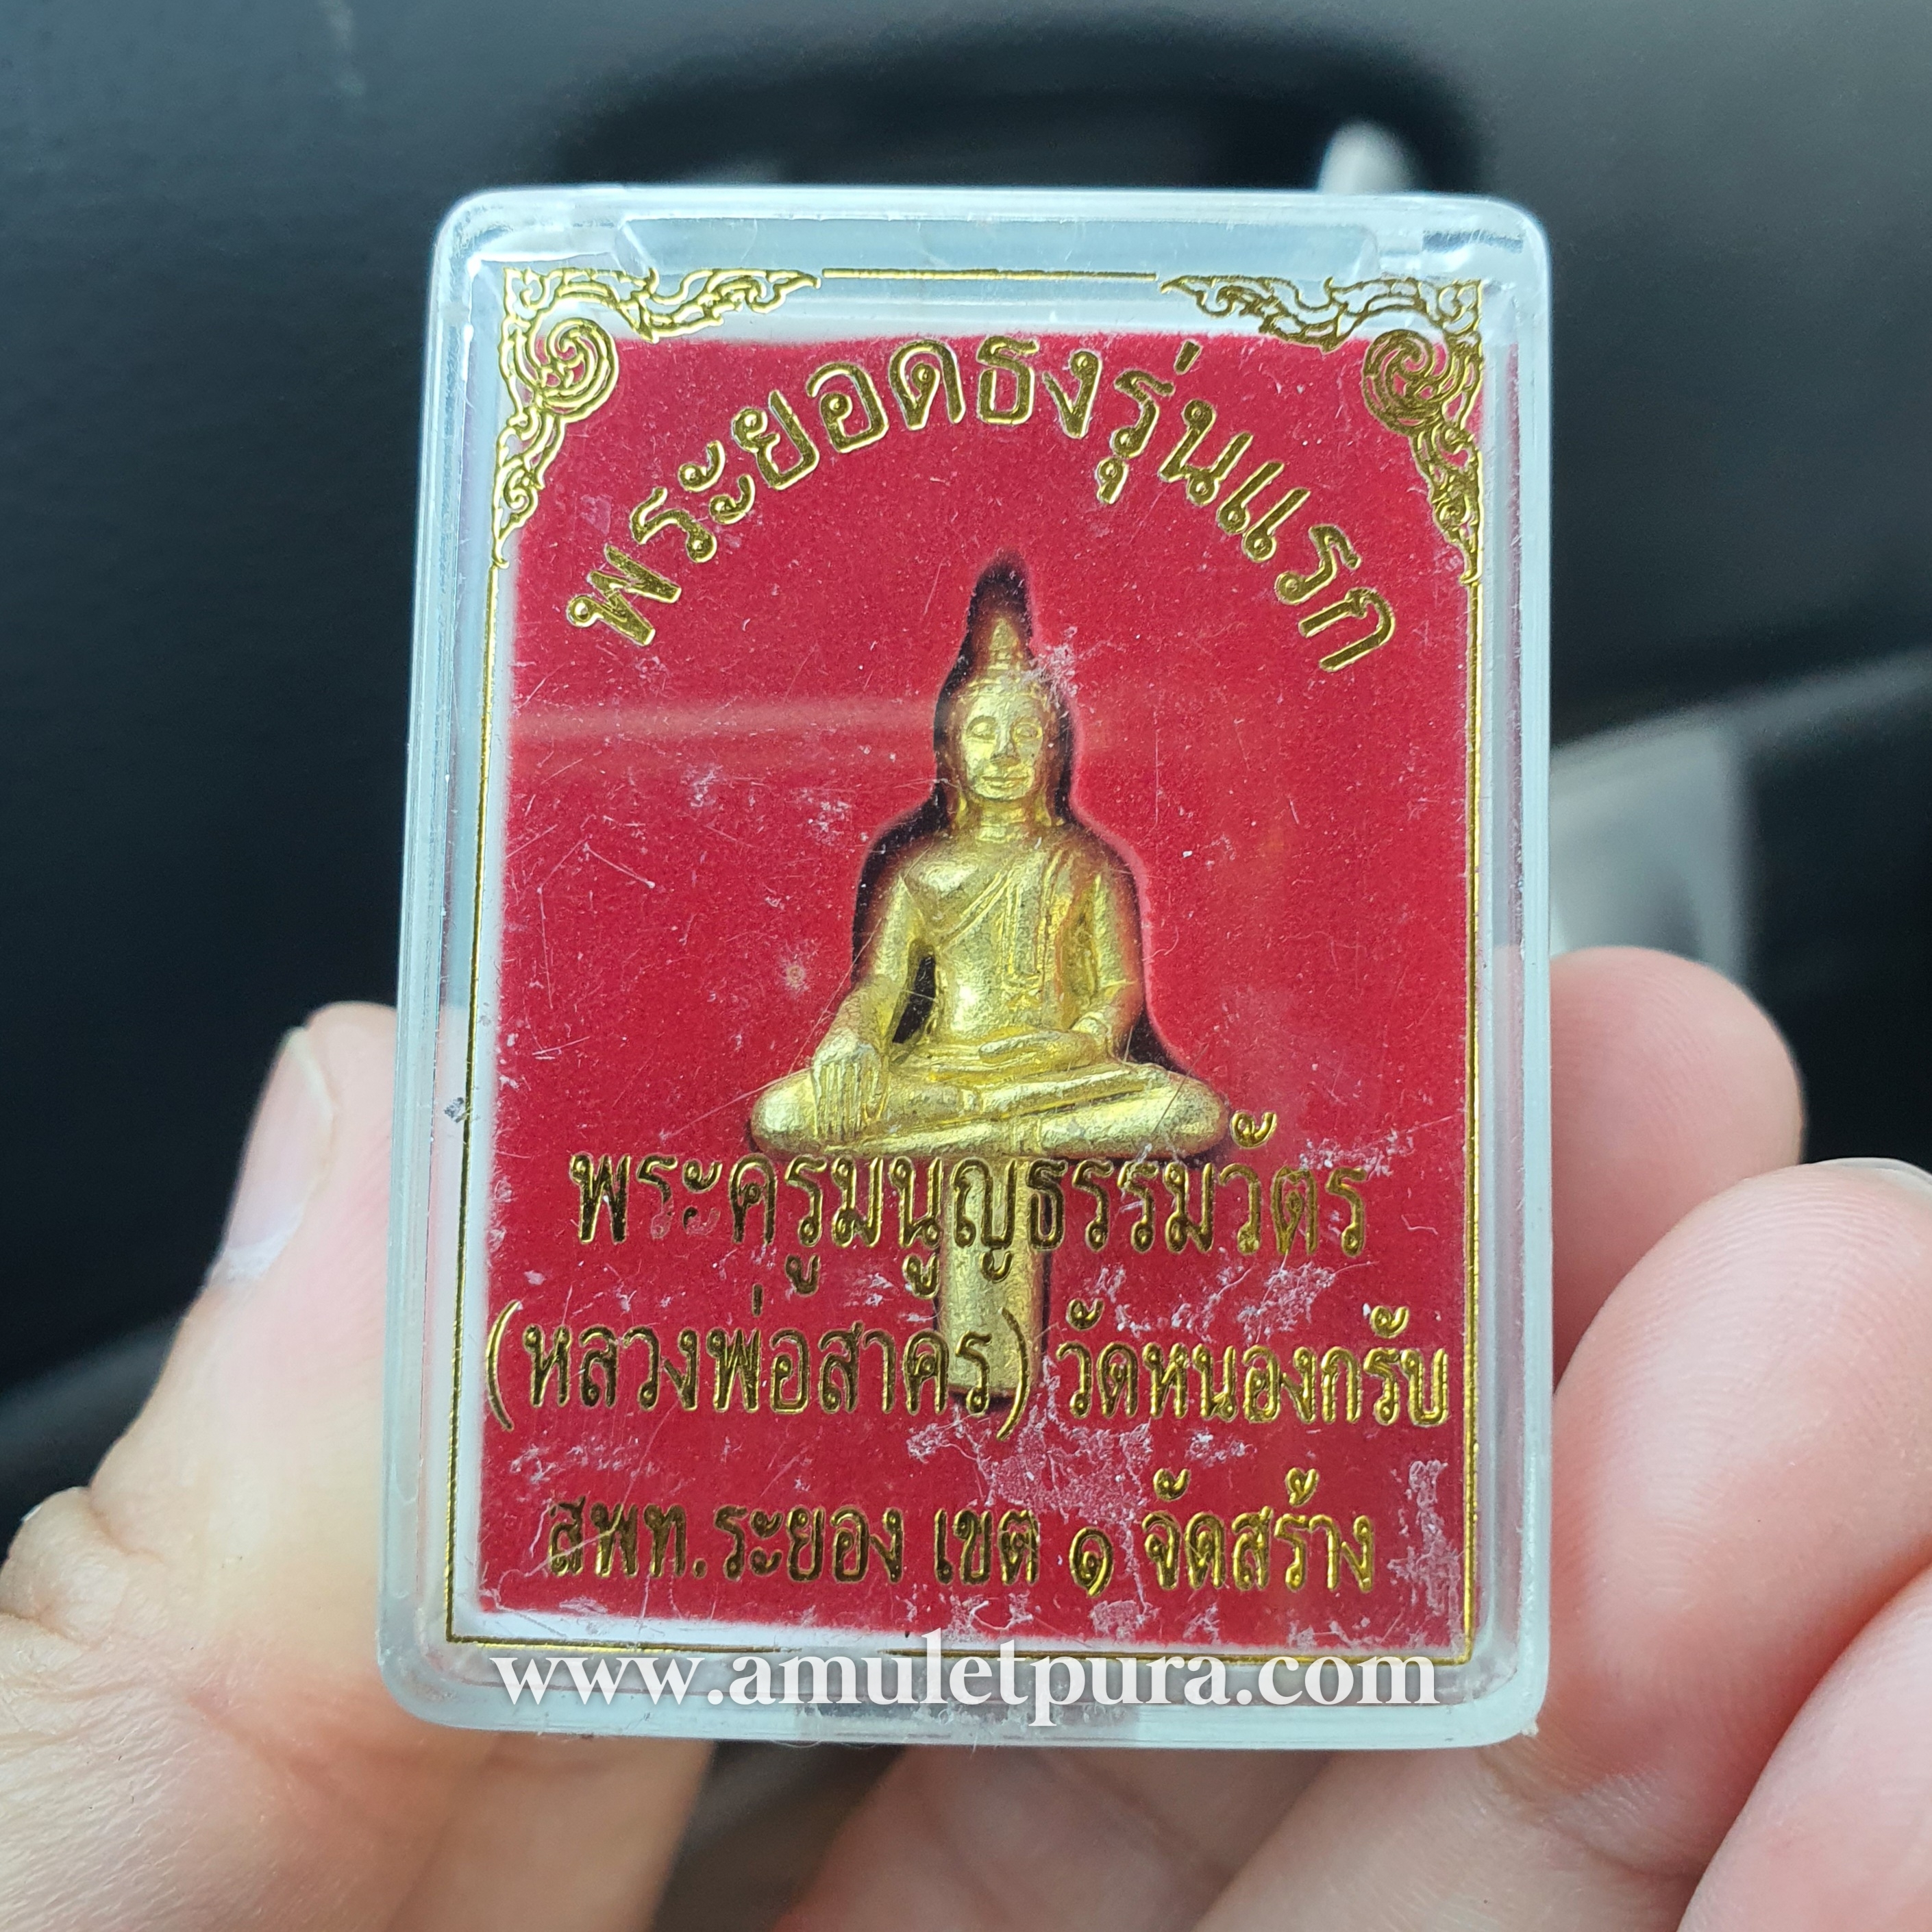 พระยอดธงรุ่นแรก
พระครูมนูญธรรมวัตร
(หลวงพ่อสาคร) วัดหนองกรับ
สพท.ระยอง เขต ๑ จัดสร้าง
www.amuletpura.com